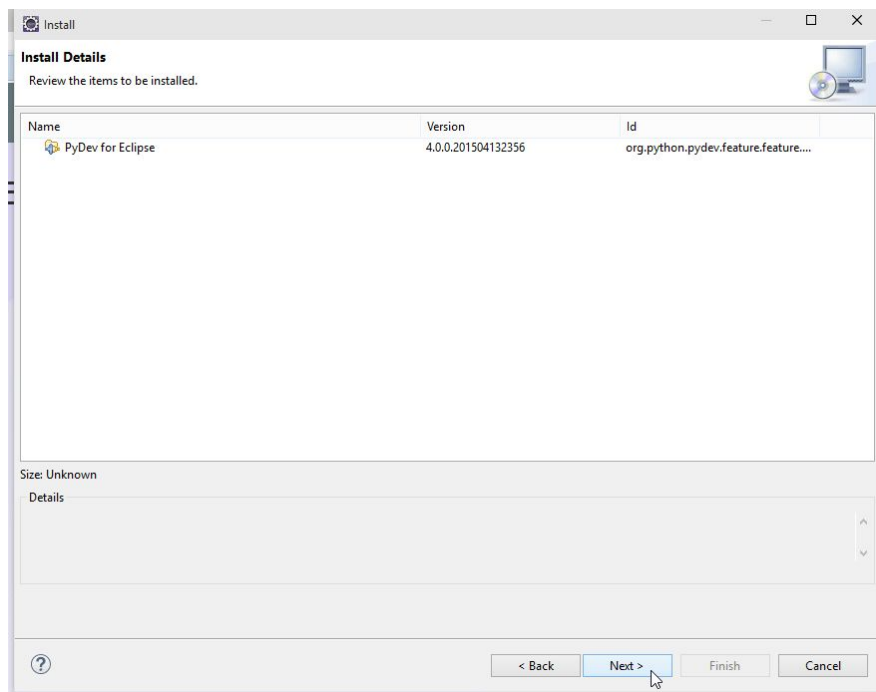 Install
Install Details
Review the items to be installed.
Name Version Id
PyDev for Eclipse 4.0.0.201504132356 org.python.pydev.feature.feature....
Size: Unknown
Details
? < Back Next > Finish Cancel